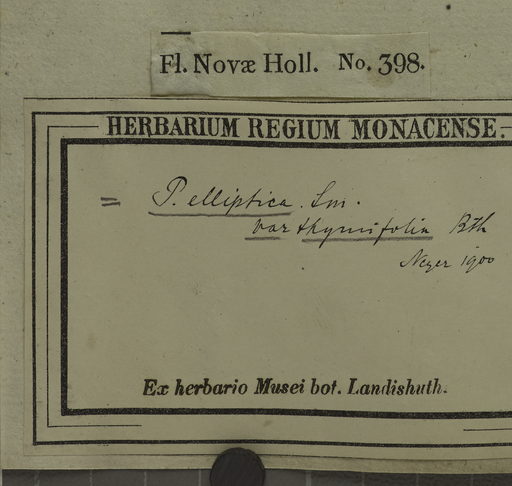 Fl. Novæ Holl. No. 398.
HERBARIUM REGIUM MONACENSE.
= P. elliptica. Sm.
var thymifolia Bth
Neger 1900
Ex herbario Musei bot. Landishuth.